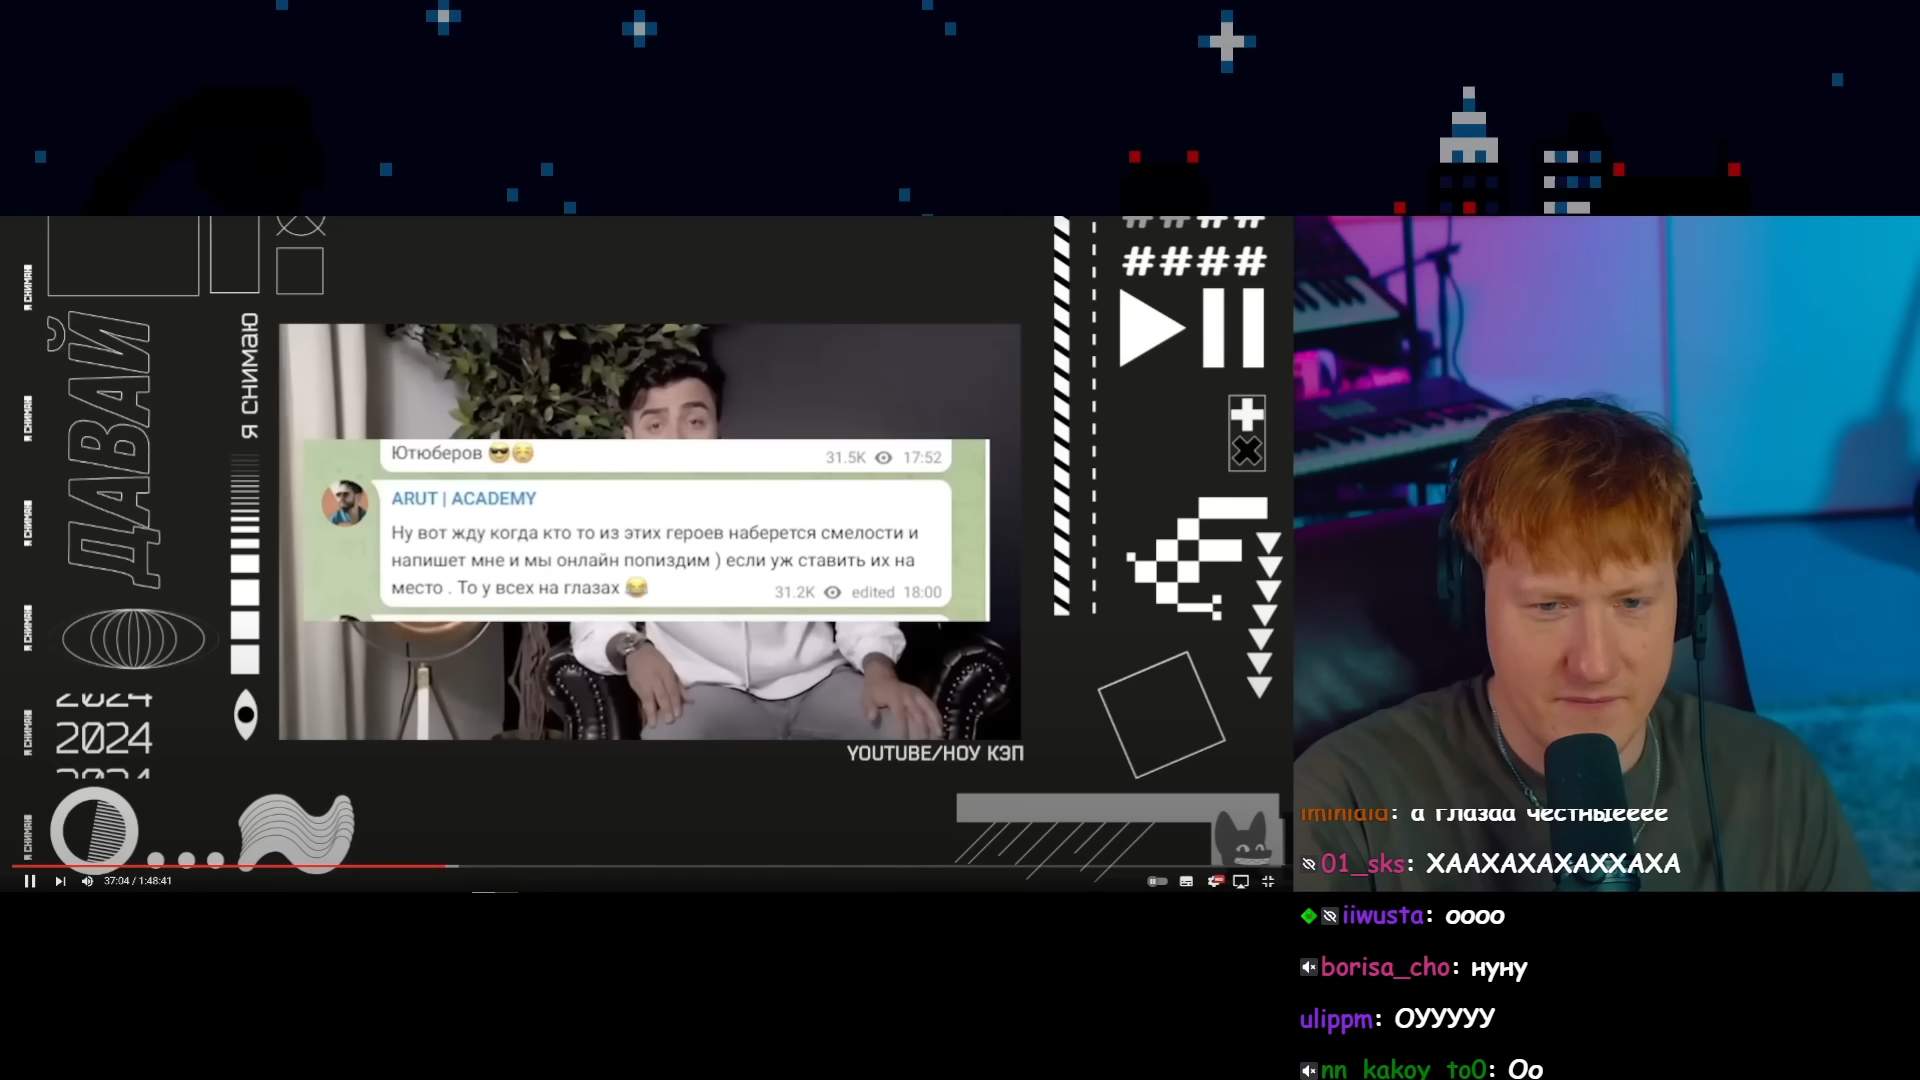 ####
####
Я СНИМАЮ
ДАВАЙ
Я СНИМАЮ
Ютюберов 😎😚
31.5K 17:52
ARUT | ACADEMY
Ну вот жду когда кто то из этих героев наберется смелости и
напишет мне и мы онлайн попиздим ) если уж ставить их на
место . То у всех на глазах 😂
31.2K edited 18:00
2024
2024
2024
YOUTUBE/НОУ КЭП
37:04 / 1:48:41
: а глазаа честныееее
01_sks: ХААХАХАХАХХАХА
iiwusta: оооо
borisa_cho: нуну
ulippm: ОУУУУУ
nn_kakoy_to0: Оо